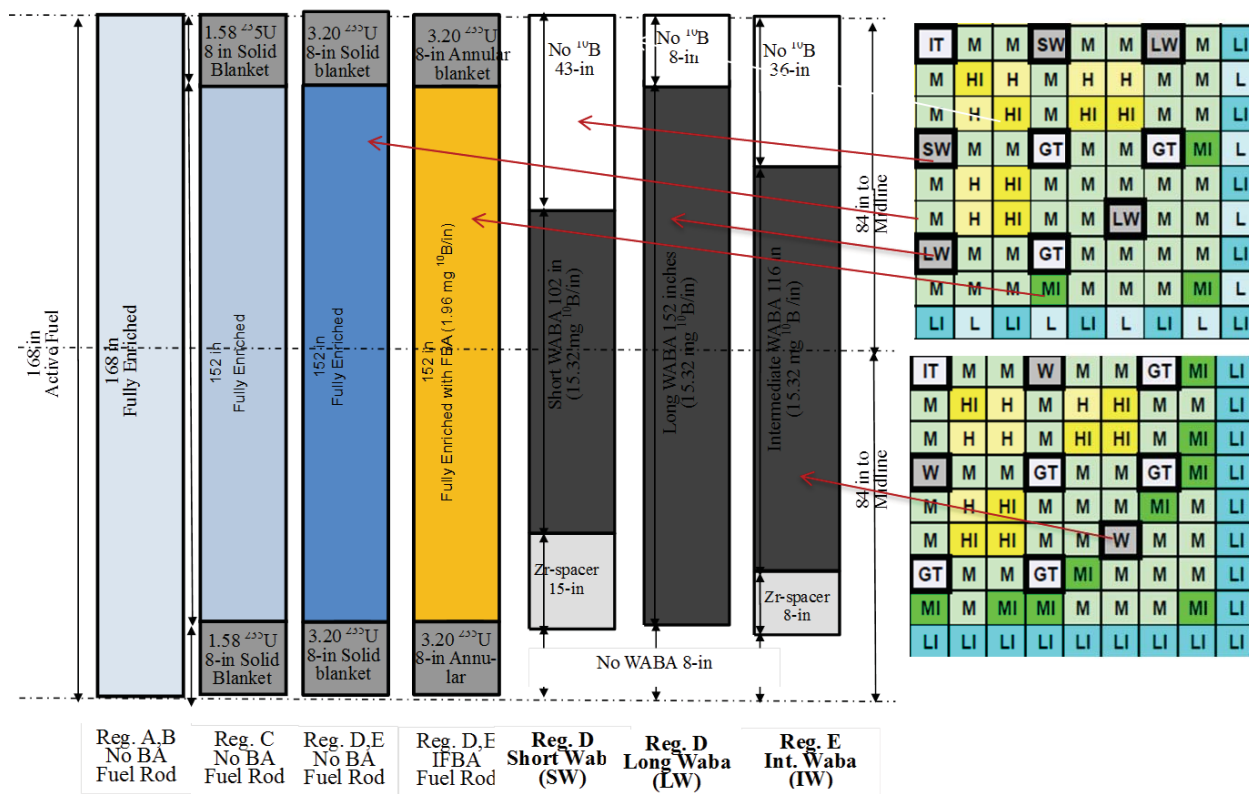 168 in
Active Fuel
168 in
Fully Enriched
1.58 ²³5U
8 in Solid
Blanket
152 in
Fully Enriched
1.58 ²³⁵U
8-in Solid
Blanket
3.20 ²³⁵U
8-in Solid
blanket
152 in
Fully Enriched
3.20 ²³⁵U
8-in Solid
blanket
3.20 ²³⁵U
8-in Annular
blanket
152 in
Fully Enriched with FBA (1.96 mg ¹⁰B/in)
3.20 ²³⁵U
8-in Annu-
lar
No ¹⁰B
43-in
Short WABA 102 in
(15.32mg ¹⁰B/in)
Zr-spacer
15-in
No ¹⁰B
8-in
Long WABA 152 inches
(15.32 mg ¹⁰B/in)
No ¹⁰B
36-in
Intermediate WABA 116 in
(15.32 mg ¹⁰B /in)
Zr-spacer
8-in
No WABA 8-in
84 in to
Midline
84 in to
Midline
Reg. A,B
No BA
Fuel Rod
Reg. C
No BA
Fuel Rod
Reg. D,E
No BA
Fuel Rod
Reg. D,E
IFBA
Fuel Rod
Reg. D
Short Wab
(SW)
Reg. D
Long Waba
(LW)
Reg. E
Int. Waba
(IW)
IT M M SW M M LW M LI
M HI H M H H M M L
M H HI M HI HI M M LI
SW M M GT M M GT MI L
M H HI M M M M M LI
M H HI M M LW M M L
LW M M GT M M M M LI
M M M MI M M M MI L
LI L LI L LI L LI L LI
IT M M W M M GT MI LI
M HI H M H HI M M LI
M H H M HI HI M MI LI
W M M GT M M GT MI LI
M H HI M M M MI M LI
M HI HI M M W M M LI
GT M M GT MI M M M LI
MI M MI MI M M M M LI
LI LI LI LI LI LI LI LI LI